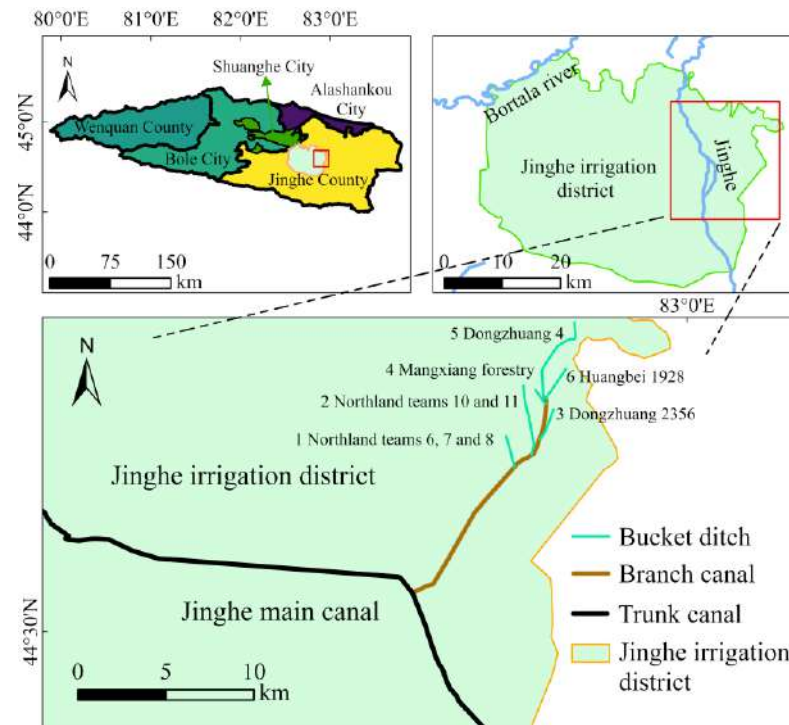 80°0'E
81°0'E
82°0'E
83°0'E
45°0'N
44°0'N
N
Shuanghe City
Alashankou
City
Wenquan County
Bole City
Jinghe County
0 75 150
km
Bortala river
Jinghe irrigation
district
Jinghe
0 10 20
km
83°0'E
N
5 Dongzhuang 4
4 Mangxiang forestry
6 Huangbei 1928
2 Northland teams 10 and 11
3 Dongzhuang 2356
1 Northland teams 6, 7 and 8
Jinghe irrigation district
Jinghe main canal
44°30'N
0 5 10
km
Bucket ditch
Branch canal
Trunk canal
Jinghe irrigation
district